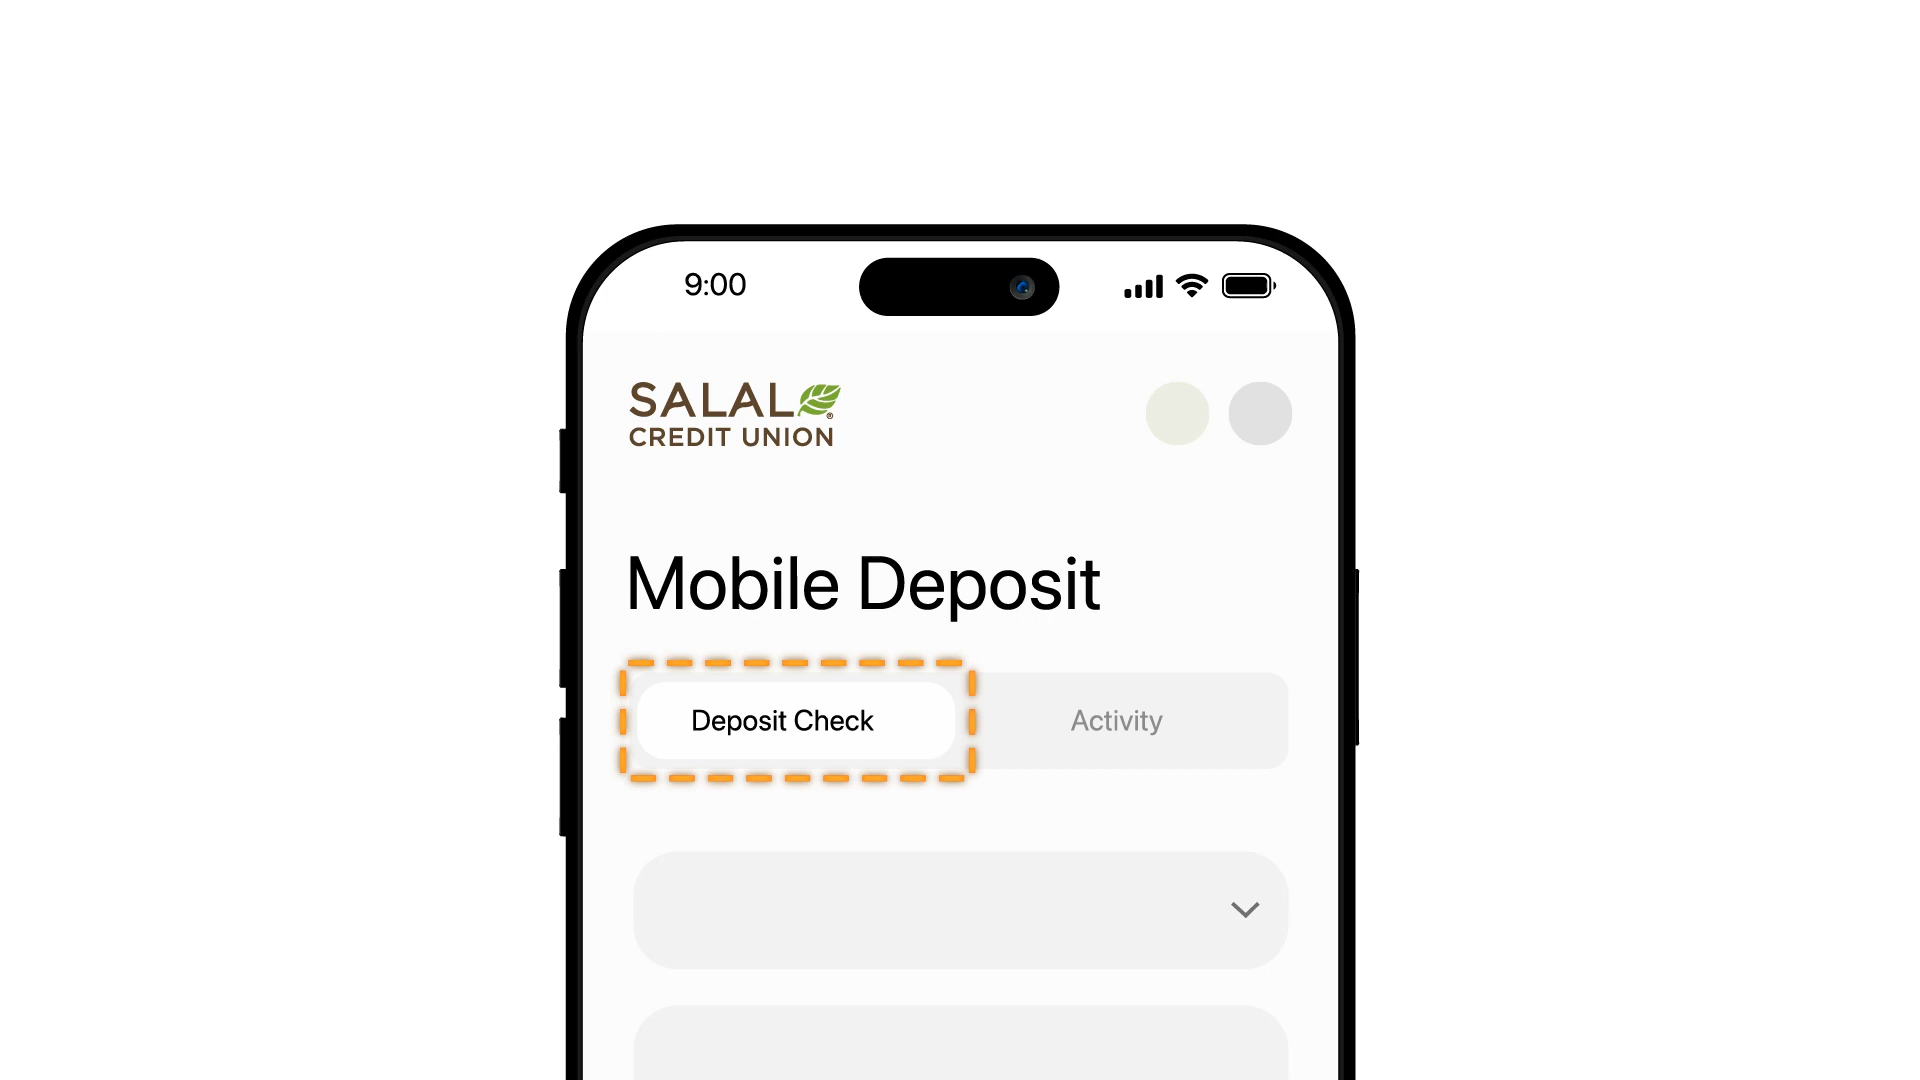 9:00
SALAL
CREDIT UNION
Mobile Deposit
Deposit Check
Activity